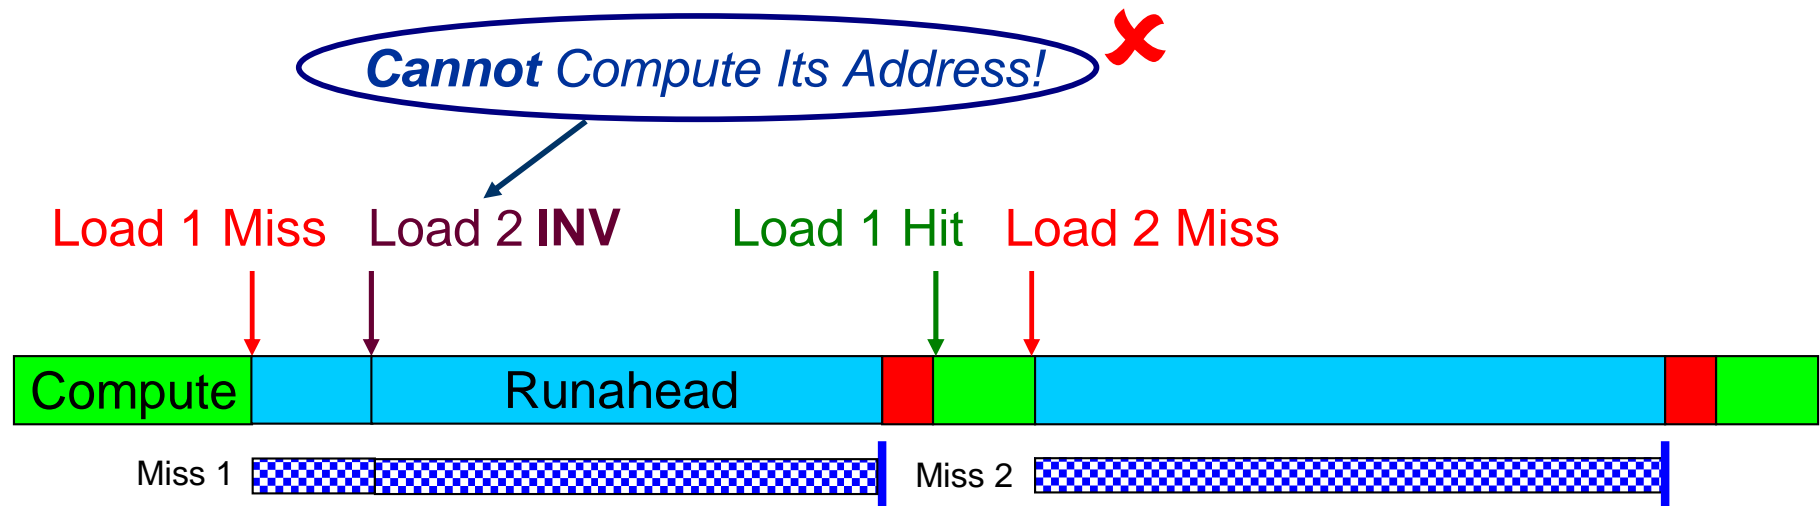 Cannot Compute Its Address!
Load 1 Miss Load 2 INV Load 1 Hit Load 2 Miss
Compute Runahead
Miss 1 Miss 2